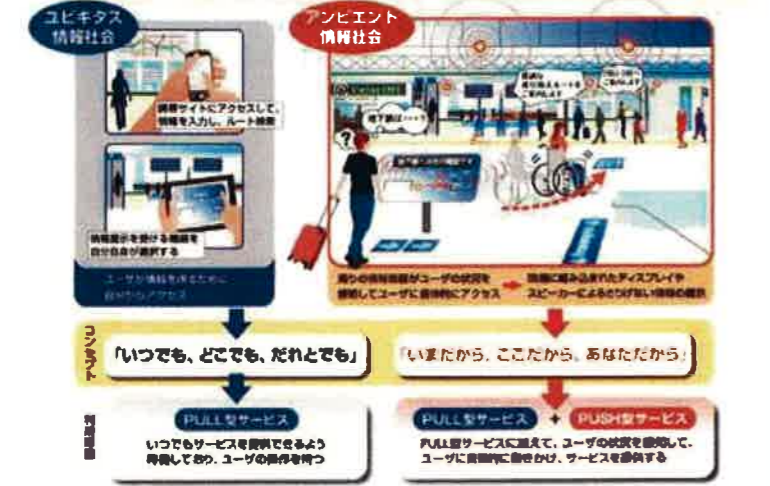 ユビキタス
情報社会
アンビエント
情報社会
携帯サイトにアクセスして、
情報を入力し、ルート検索
情報提示を受ける機器を
自分自身が選択する
ユーザが情報を得るために
自分からアクセス
地下鉄は・・・?
?
周りの情報機器がユーザの状況を
感知してユーザに自律的にアクセス
環境に組み込まれたディスプレイや
スピーカーによるさりげない情報の提示
コンセプト
「いつでも、どこでも、だれとでも」
「いまだから、ここだから、あなただから」
PULL型サービス
いつでもサービスを提供できるよう
待機しており、ユーザの操作を待つ
PULL型サービス + PUSH型サービス
PULL型サービスに加えて、ユーザの状況を感知して、
ユーザに自律的に働きかけ、サービスを提供する